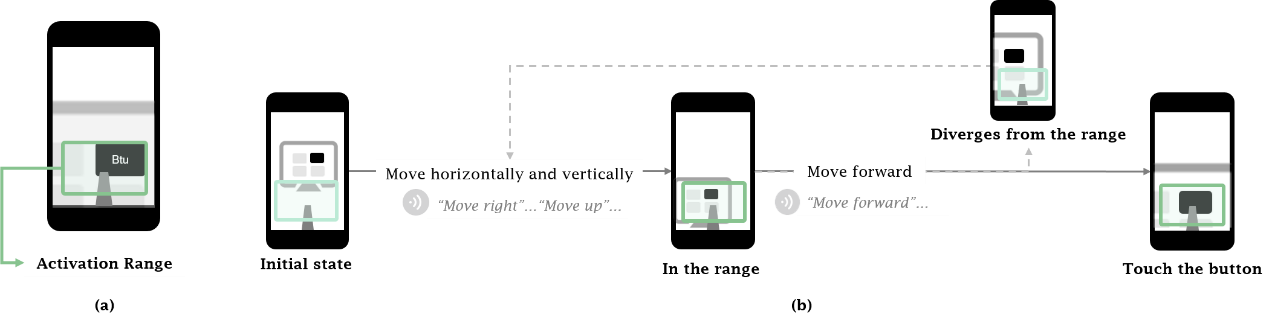 Btu
Activation Range
(a)
Initial state
Move horizontally and vertically
“Move right”...“Move up”...
In the range
Move forward
“Move forward”...
Diverges from the range
Touch the button
(b)